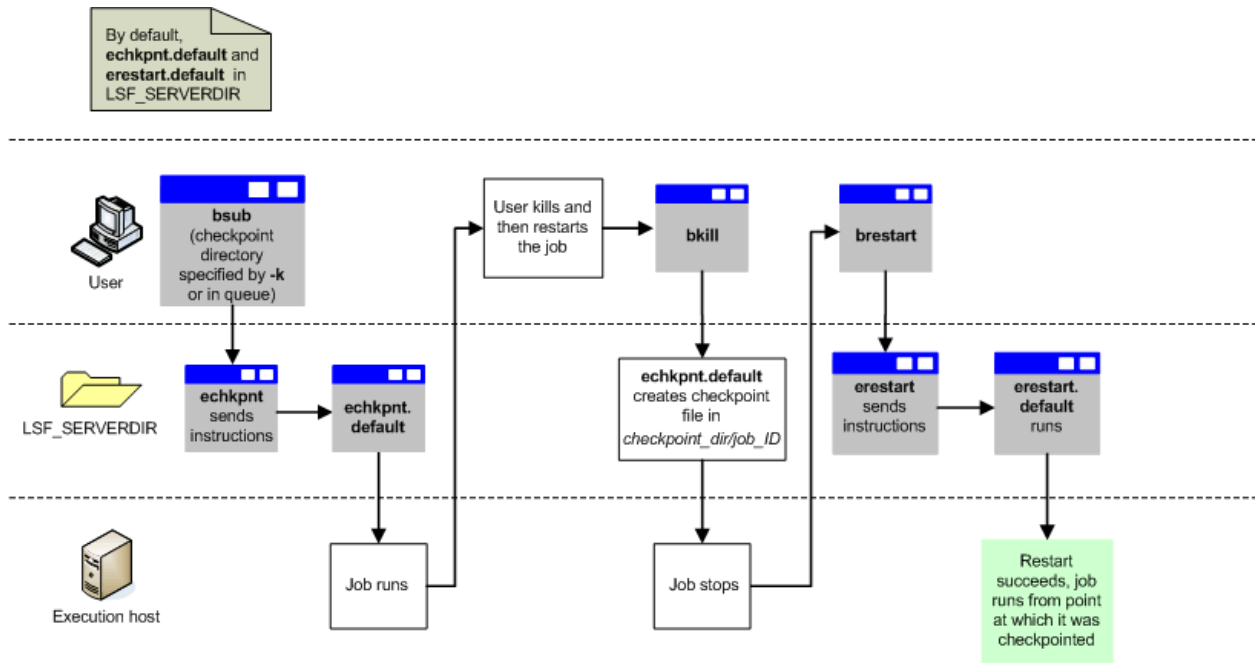 By default,
echkpnt.default and
erestart.default in
LSF_SERVERDIR
User
bsub
(checkpoint
directory
specified by -k
or in queue)
User kills and
then restarts
the job
bkill
brestart
LSF_SERVERDIR
echkpnt
sends
instructions
echkpnt.
default
echkpnt.default
creates checkpoint
file in
checkpoint_dir/job_ID
erestart
sends
instructions
erestart.
default
runs
Execution host
Job runs
Job stops
Restart
succeeds, job
runs from point
at which it was
checkpointed